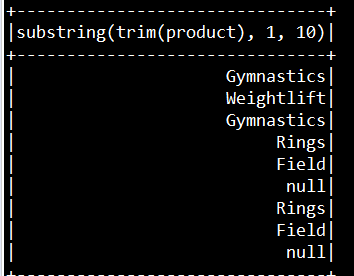 +--------------------------------+
|substring(trim(product), 1, 10)|
+--------------------------------+
| Gymnastics|
| Weightlift|
| Gymnastics|
| Rings|
| Field|
| null|
| Rings|
| Field|
| null|
+--------------------------------+